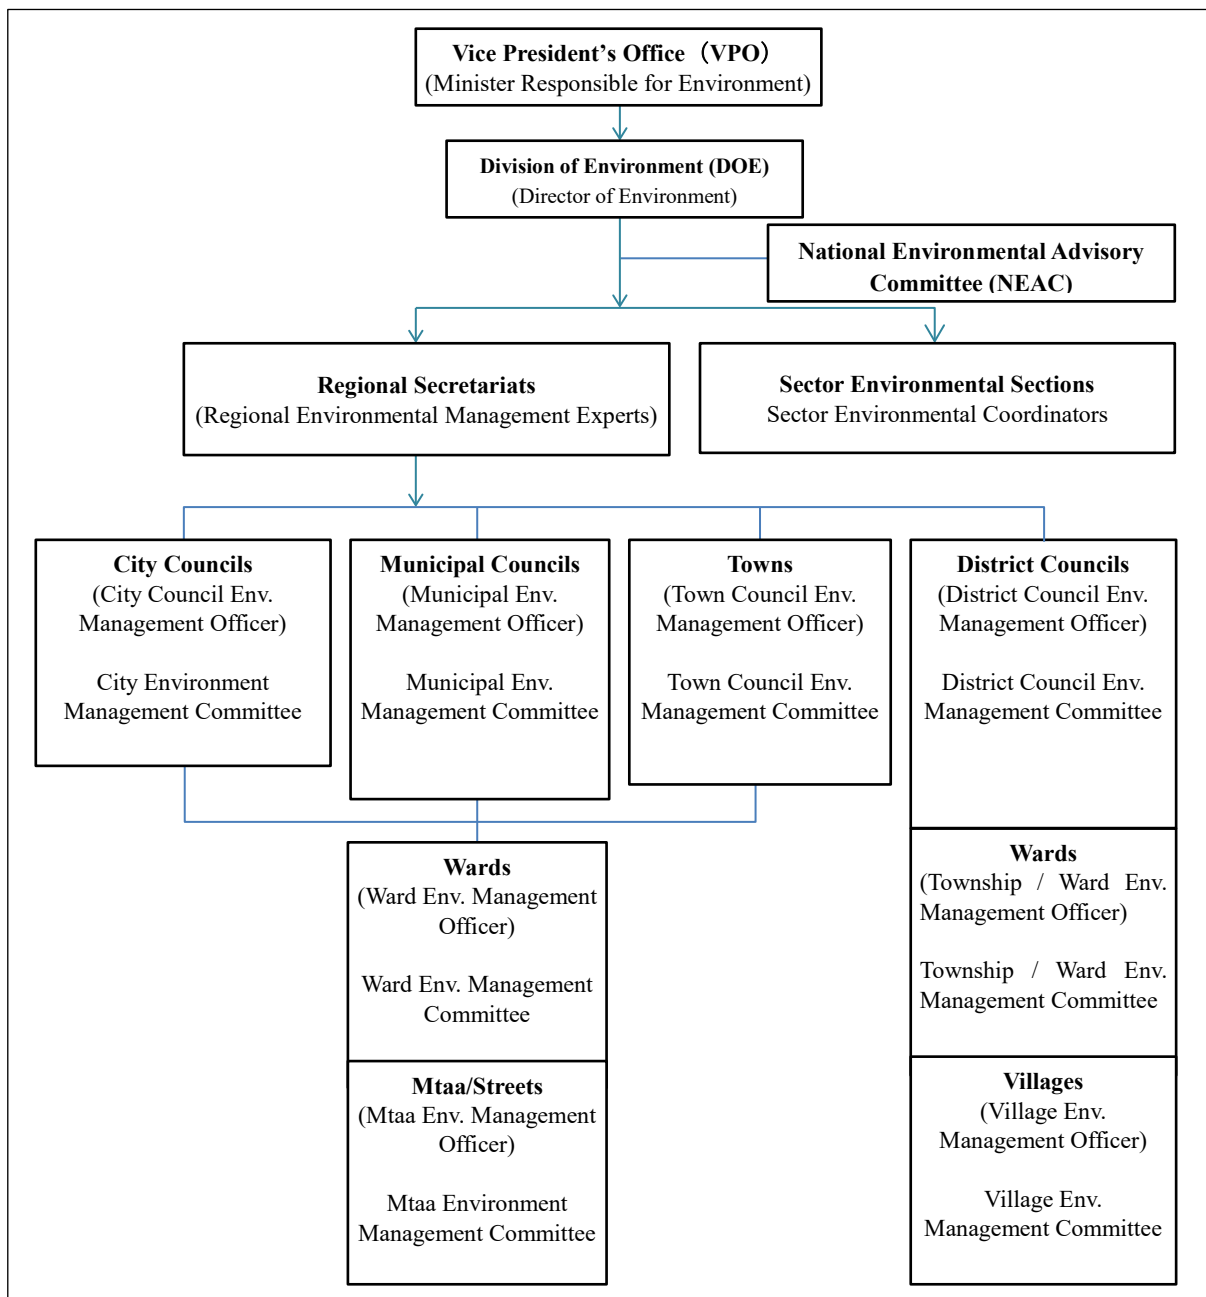 Vice President’s Office（VPO）
(Minister Responsible for Environment)
Division of Environment (DOE)
(Director of Environment)
National Environmental Advisory
Committee (NEAC)
Regional Secretariats
(Regional Environmental Management Experts)
Sector Environmental Sections
Sector Environmental Coordinators
City Councils
(City Council Env.
Management Officer)
City Environment
Management Committee
Municipal Councils
(Municipal Env.
Management Officer)
Municipal Env.
Management Committee
Towns
(Town Council Env.
Management Officer)
Town Council Env.
Management Committee
District Councils
(District Council Env.
Management Officer)
District Council Env.
Management Committee
Wards
(Ward Env. Management
Officer)
Ward Env. Management
Committee
Wards
(Township / Ward Env.
Management Officer)
Township / Ward Env.
Management Committee
Mtaa/Streets
(Mtaa Env. Management
Officer)
Mtaa Environment
Management Committee
Villages
(Village Env.
Management Officer)
Village Env.
Management Committee